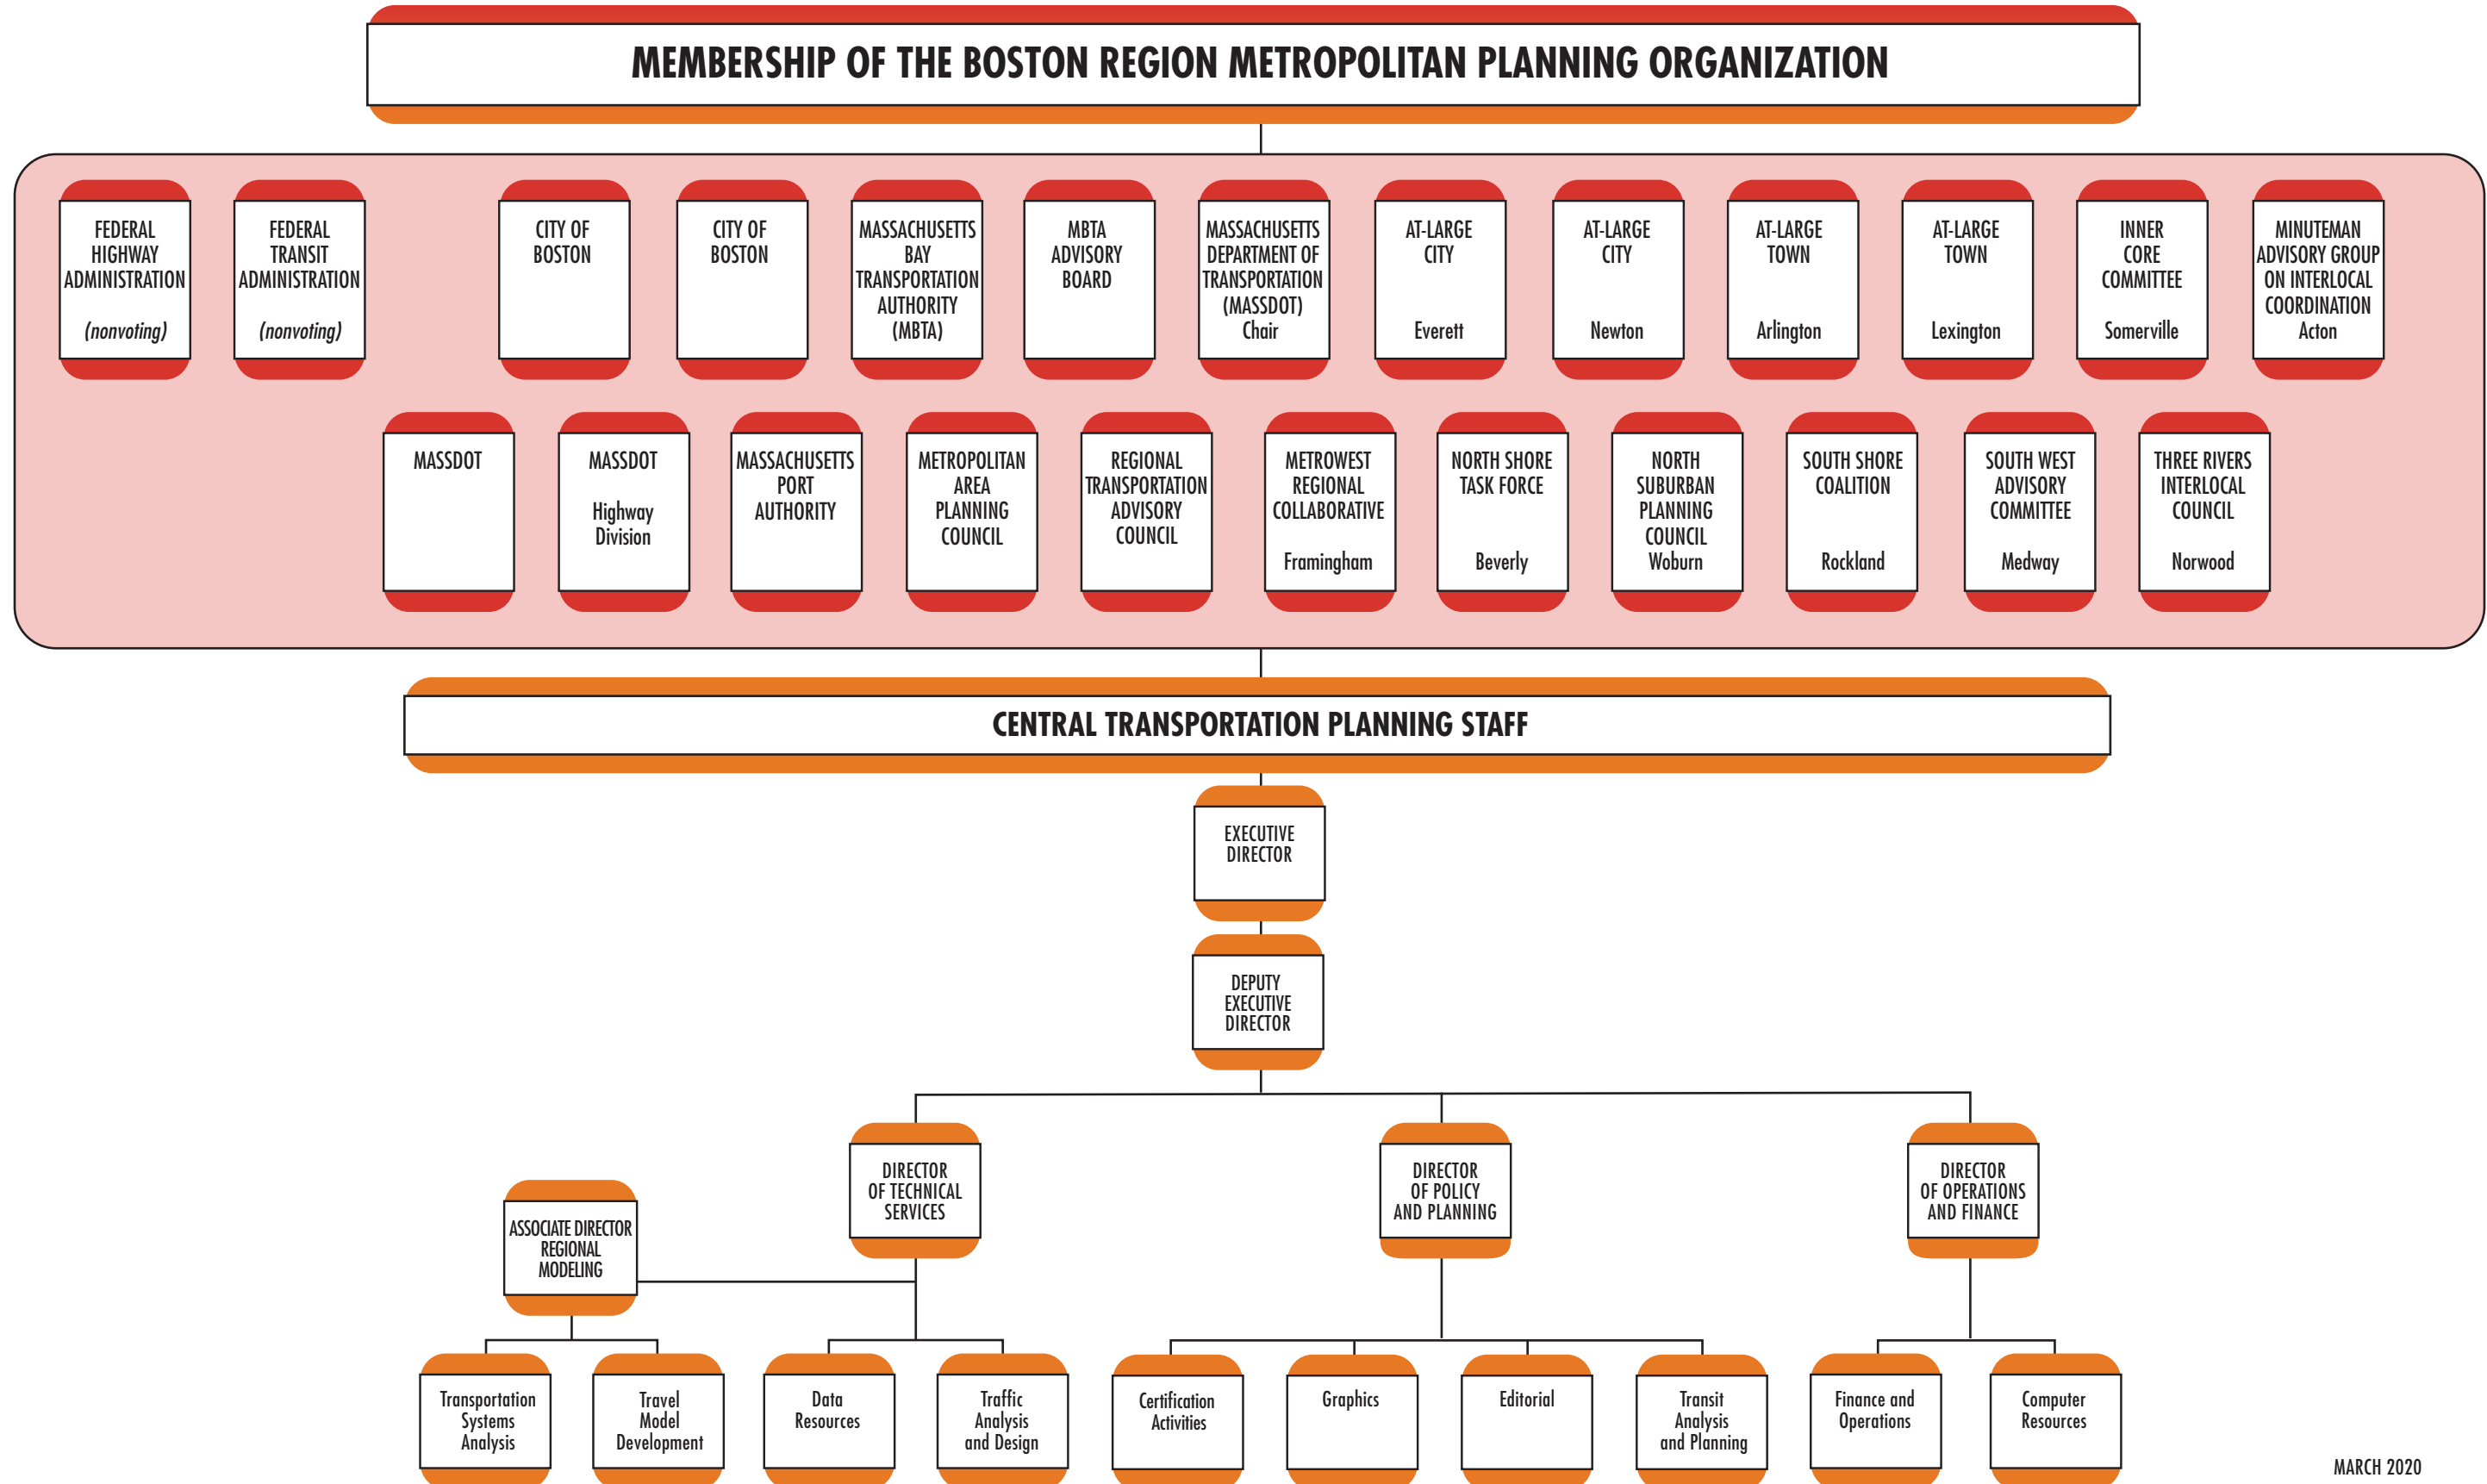 MEMBERSHIP OF THE BOSTON REGION METROPOLITAN PLANNING ORGANIZATION
FEDERAL
HIGHWAY
ADMINISTRATION
(nonvoting)
FEDERAL
TRANSIT
ADMINISTRATION
(nonvoting)
CITY OF
BOSTON
CITY OF
BOSTON
MASSACHUSETTS
BAY
TRANSPORTATION
AUTHORITY
(MBTA)
MBTA
ADVISORY
BOARD
MASSACHUSETTS
DEPARTMENT OF
TRANSPORTATION
(MASSDOT)
Chair
AT-LARGE
CITY
Everett
AT-LARGE
CITY
Newton
AT-LARGE
TOWN
Arlington
AT-LARGE
TOWN
Lexington
INNER
CORE
COMMITTEE
Somerville
MINUTEMAN
ADVISORY GROUP
ON INTERLOCAL
COORDINATION
Acton
MASSDOT
MASSDOT
Highway
Division
MASSACHUSETTS
PORT
AUTHORITY
METROPOLITAN
AREA
PLANNING
COUNCIL
REGIONAL
TRANSPORTATION
ADVISORY
COUNCIL
METROWEST
REGIONAL
COLLABORATIVE
Framingham
NORTH SHORE
TASK FORCE
Beverly
NORTH
SUBURBAN
PLANNING
COUNCIL
Woburn
SOUTH SHORE
COALITION
Rockland
SOUTH WEST
ADVISORY
COMMITTEE
Medway
THREE RIVERS
INTERLOCAL
COUNCIL
Norwood
CENTRAL TRANSPORTATION PLANNING STAFF
EXECUTIVE
DIRECTOR
DEPUTY
EXECUTIVE
DIRECTOR
DIRECTOR
OF TECHNICAL
SERVICES
DIRECTOR
OF POLICY
AND PLANNING
DIRECTOR
OF OPERATIONS
AND FINANCE
ASSOCIATE DIRECTOR
REGIONAL
MODELING
Transportation
Systems
Analysis
Travel
Model
Development
Data
Resources
Traffic
Analysis
and Design
Certification
Activities
Graphics
Editorial
Transit
Analysis
and Planning
Finance and
Operations
Computer
Resources
MARCH 2020